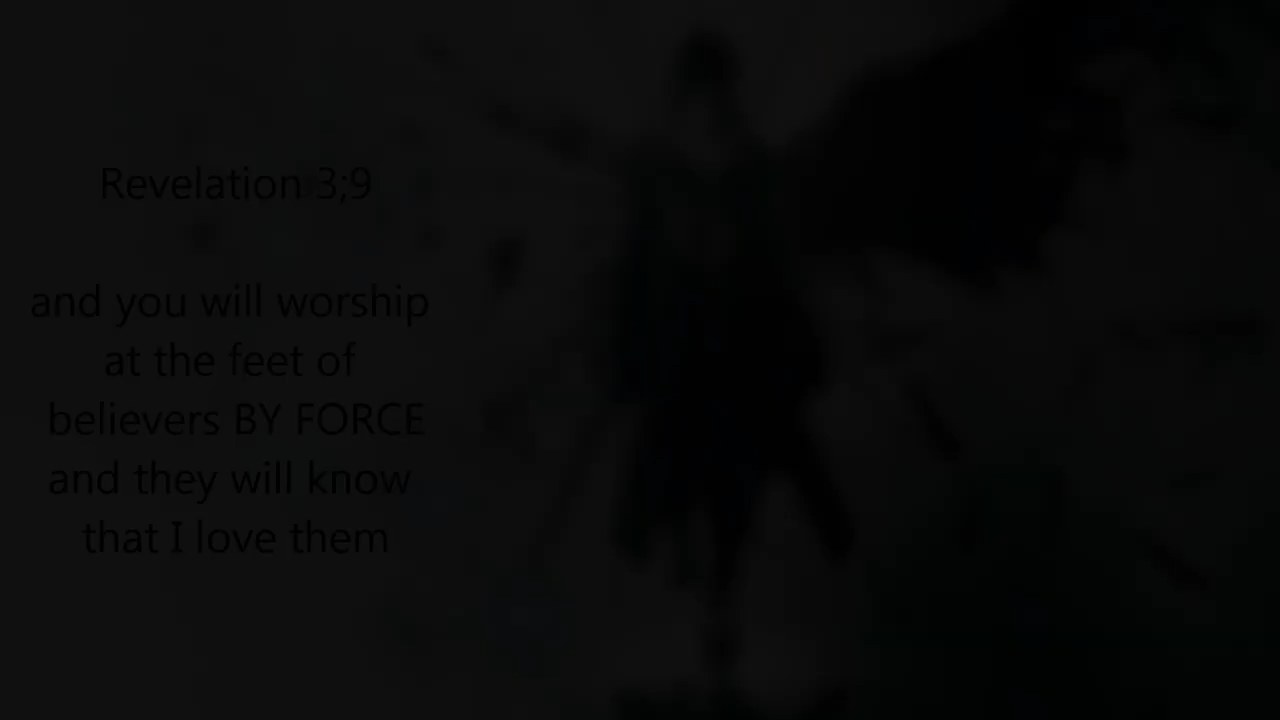 Revelation 3;9
and you will worship
at the feet of
believers BY FORCE
and they will know
that I love them